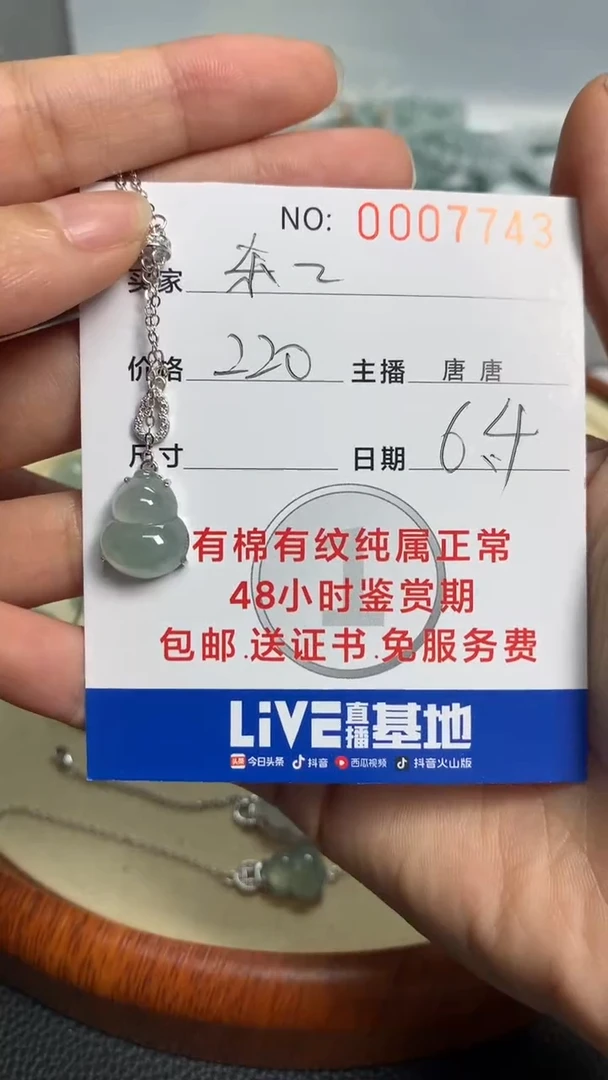 NO: 0007743
买家
价格 220 主播 唐唐
尺寸 日期 6.4
有棉有纹纯属正常
48小时鉴赏期
包邮.送证书.免服务费
LiVE直播基地
头条 今日头条 抖音 西瓜视频 抖音火山版